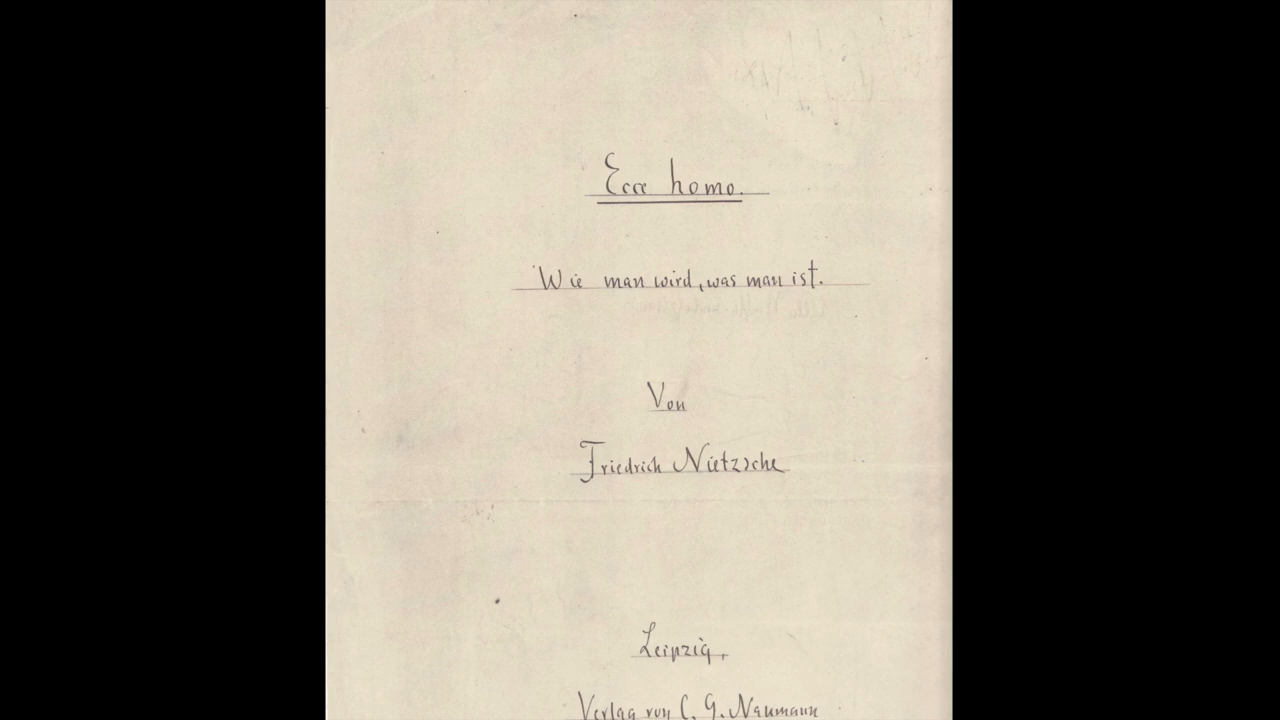 Ecce homo.
Wie man wird, was man ist.
Von
Friedrich Nietzsche
Leipzig,
Verlag von C. G. Naumann